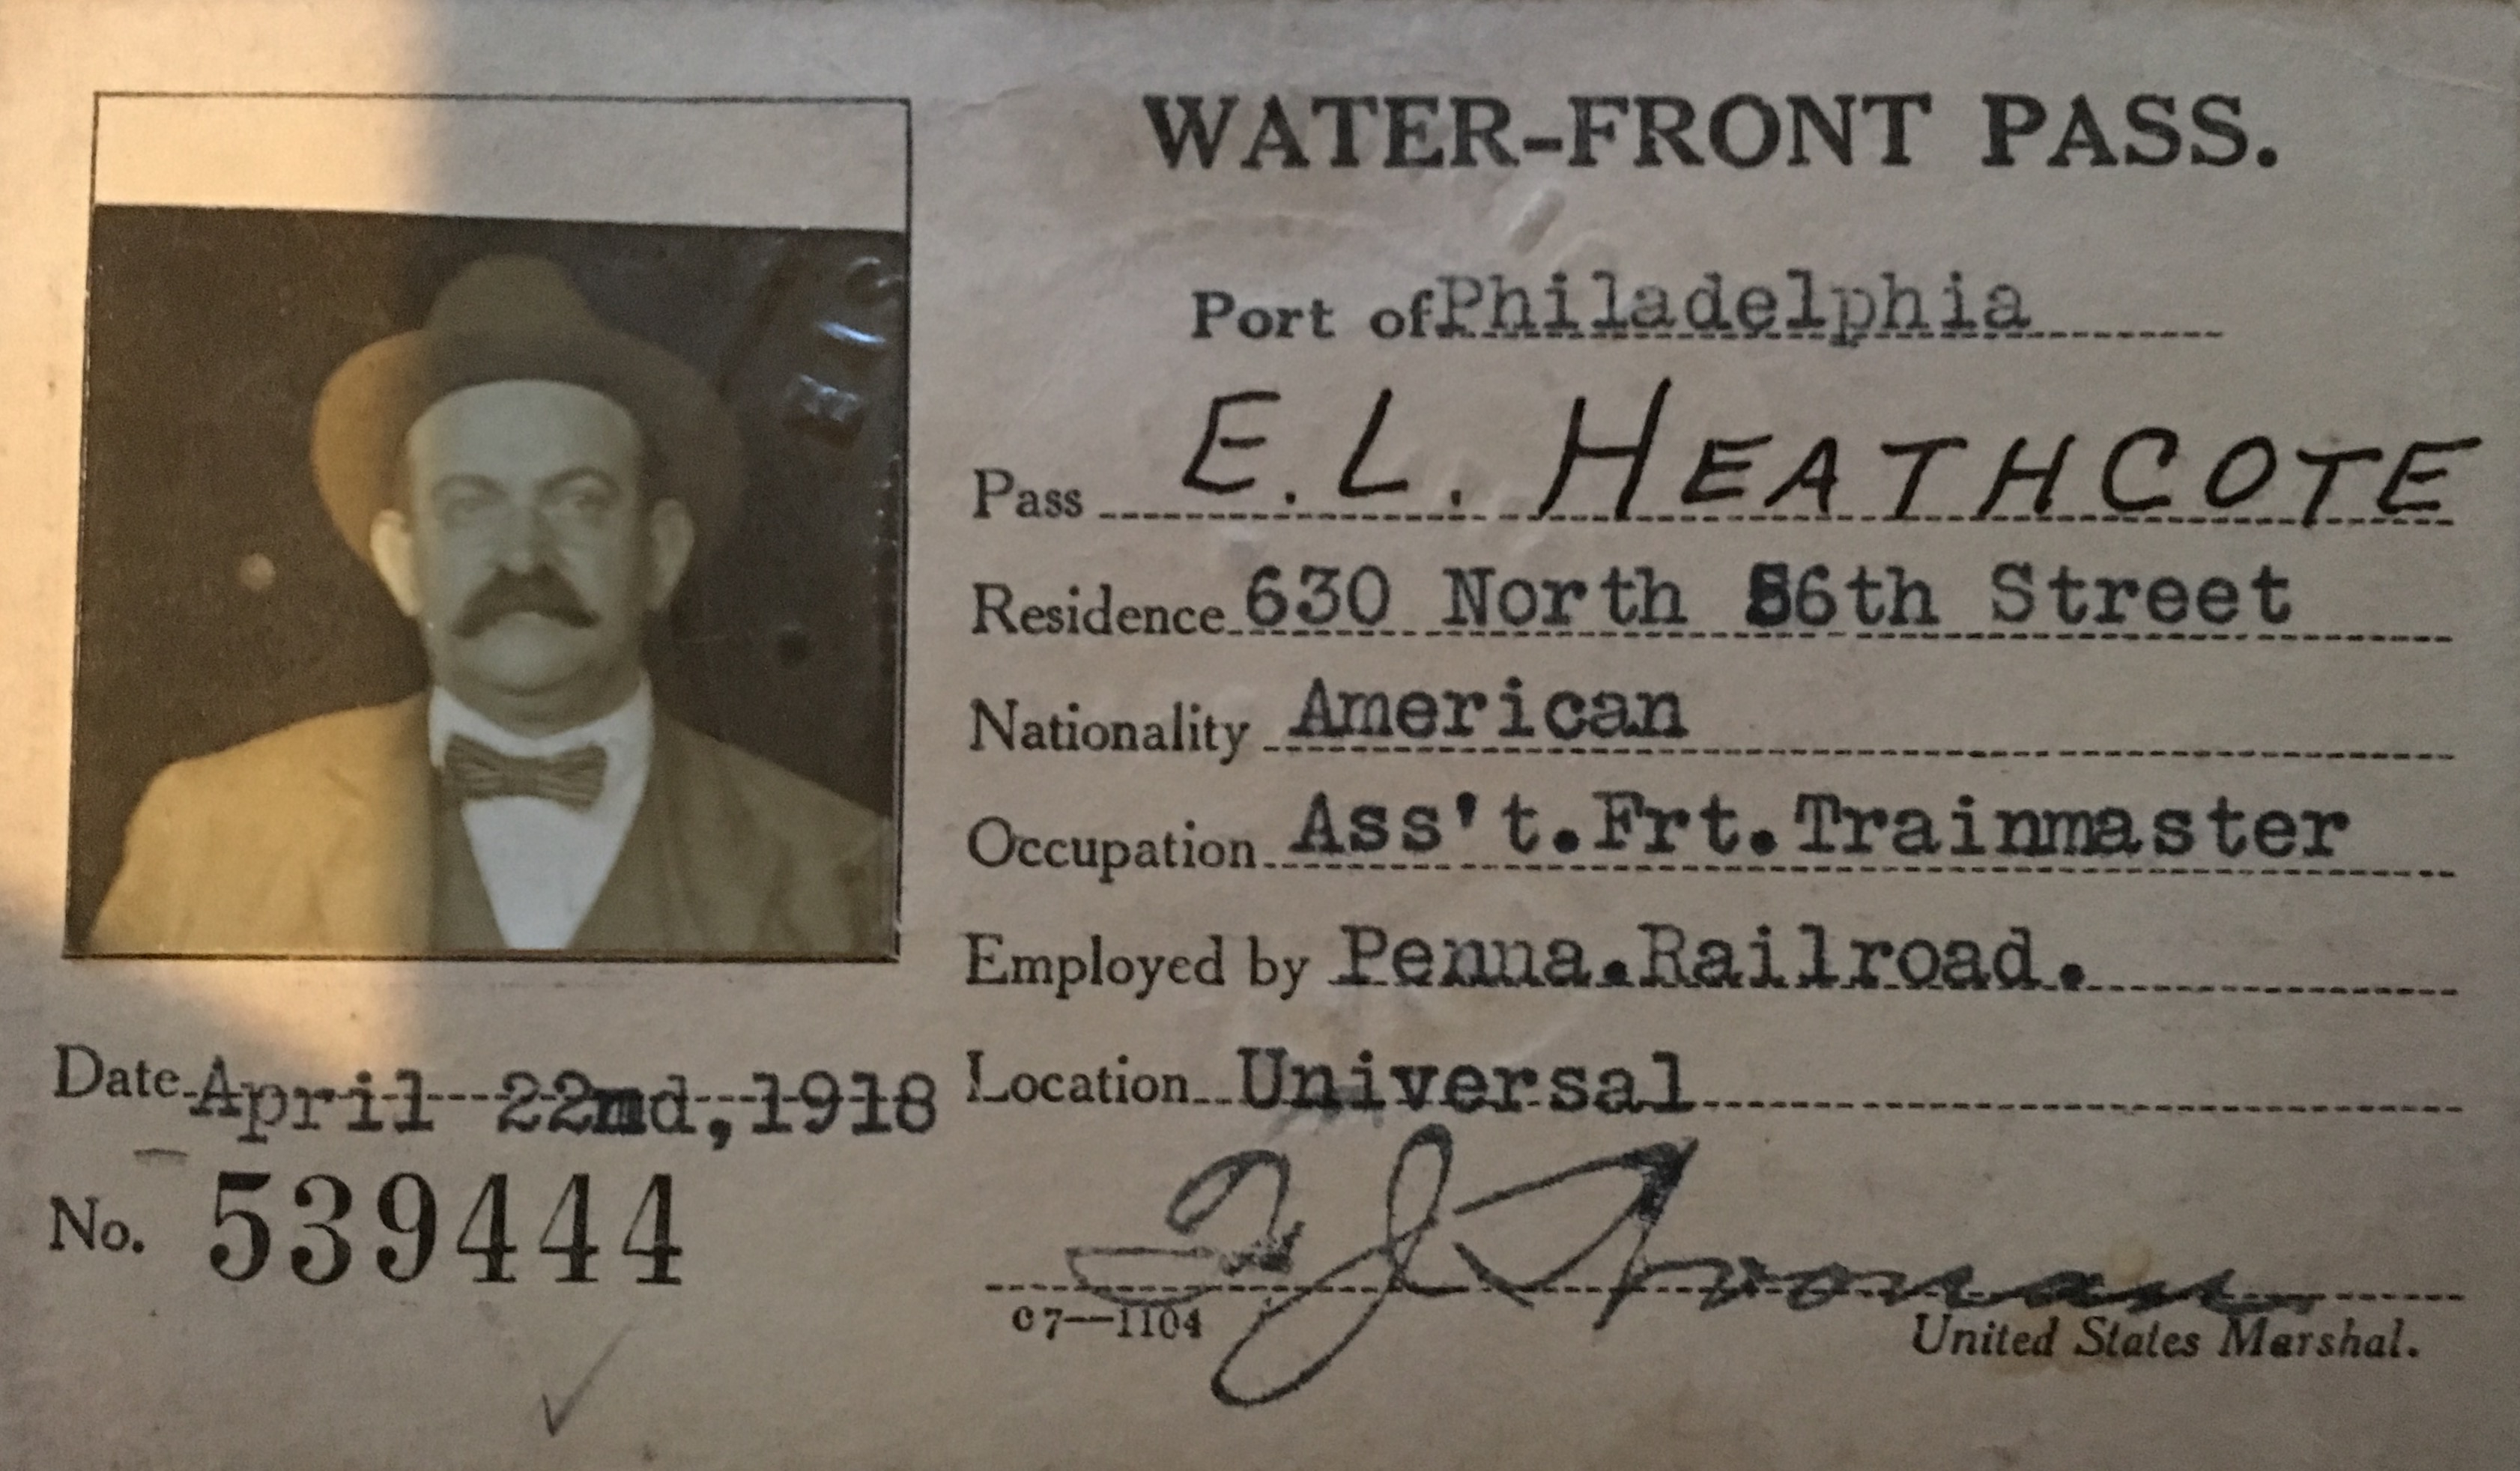 WATER-FRONT PASS.
Port of Philadelphia
Pass E. L. HEATHCOTE
Residence 630 North 56th Street
Nationality American
Occupation Ass't.Frt.Trainmaster
Employed by Penna.Railroad.
Location Universal
Date April 22nd,1918
No. 539444
C7—1104
United States Marshal.